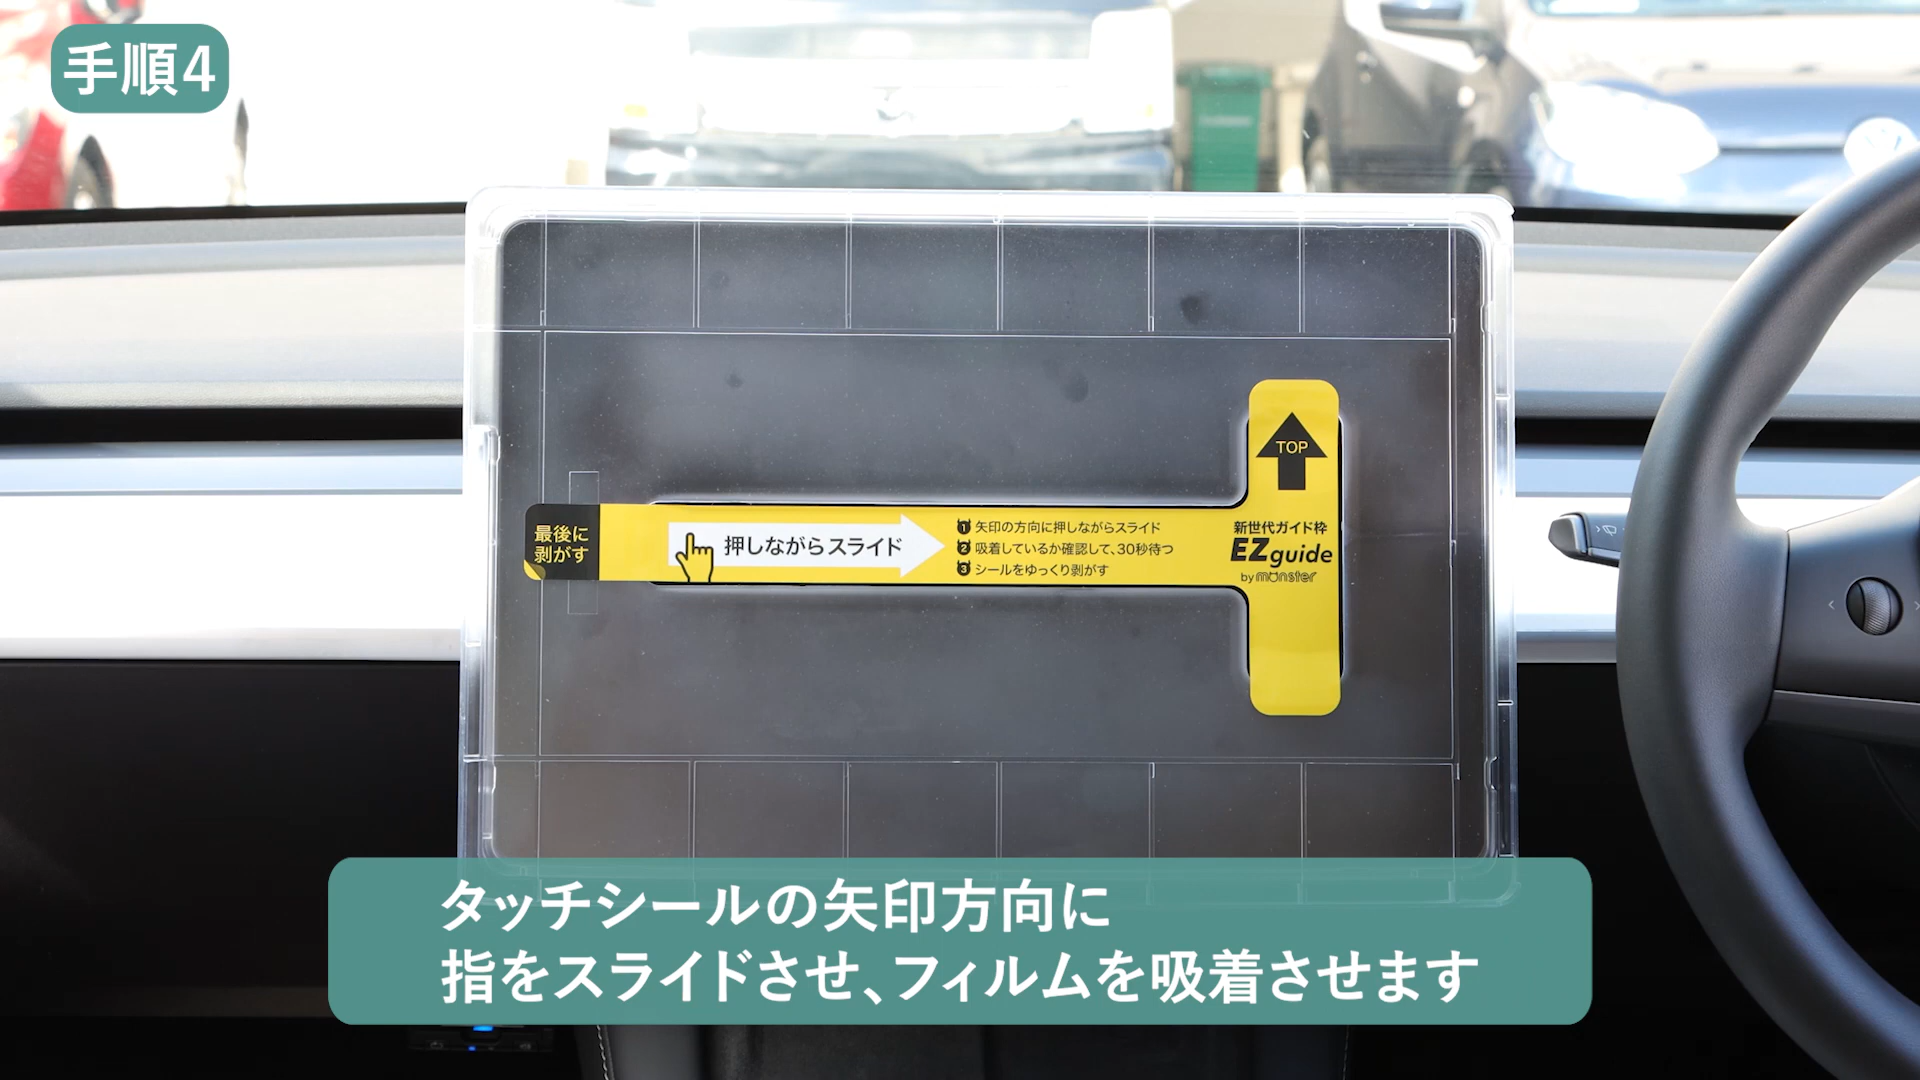 手順4
TOP
最後に
剥がす
押しながらスライド
1 矢印の方向に押しながらスライド
2 吸着しているか確認して、30秒待つ
3 シールをゆっくり剥がす
新世代ガイド枠
EZguide
by mônster
タッチシールの矢印方向に
指をスライドさせ、フィルムを吸着させます